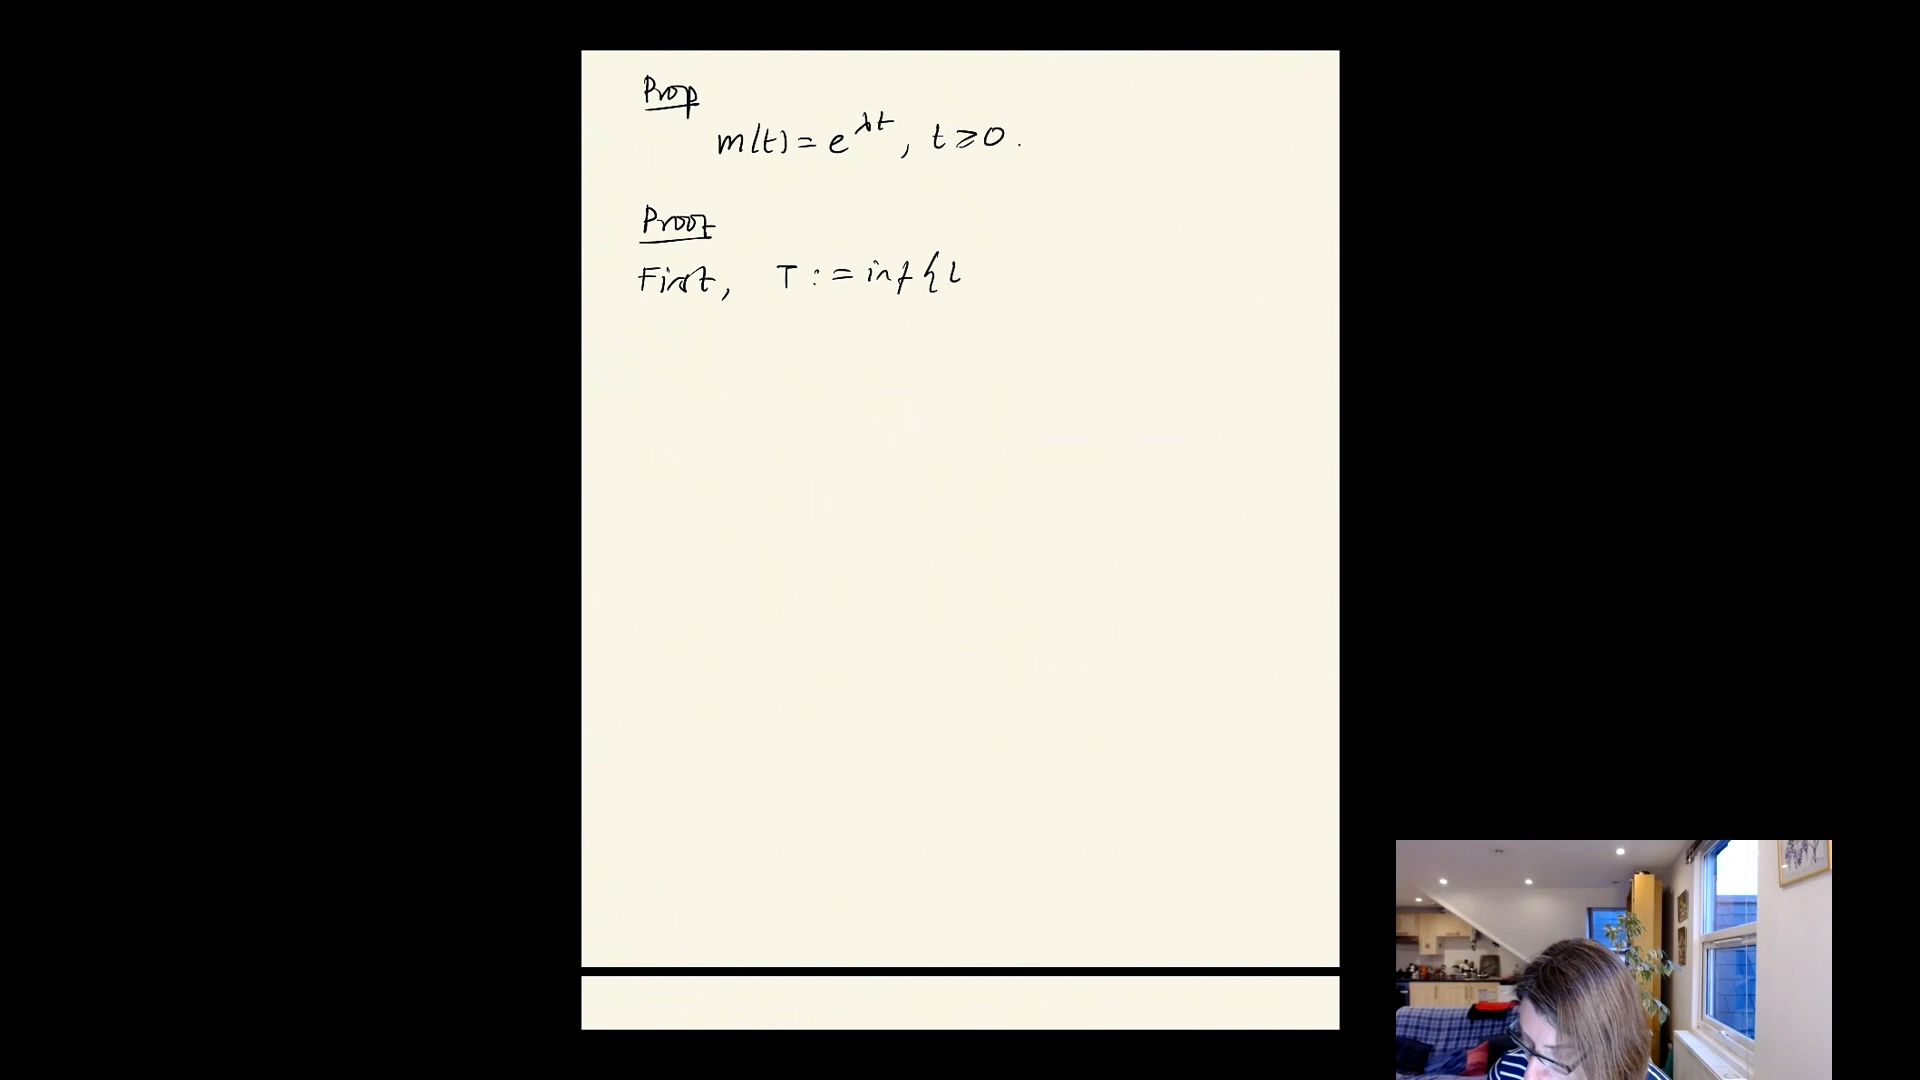 Prop
m(t) = e^{λt}, t ⩾ 0.
Proof
First, T := inf{t